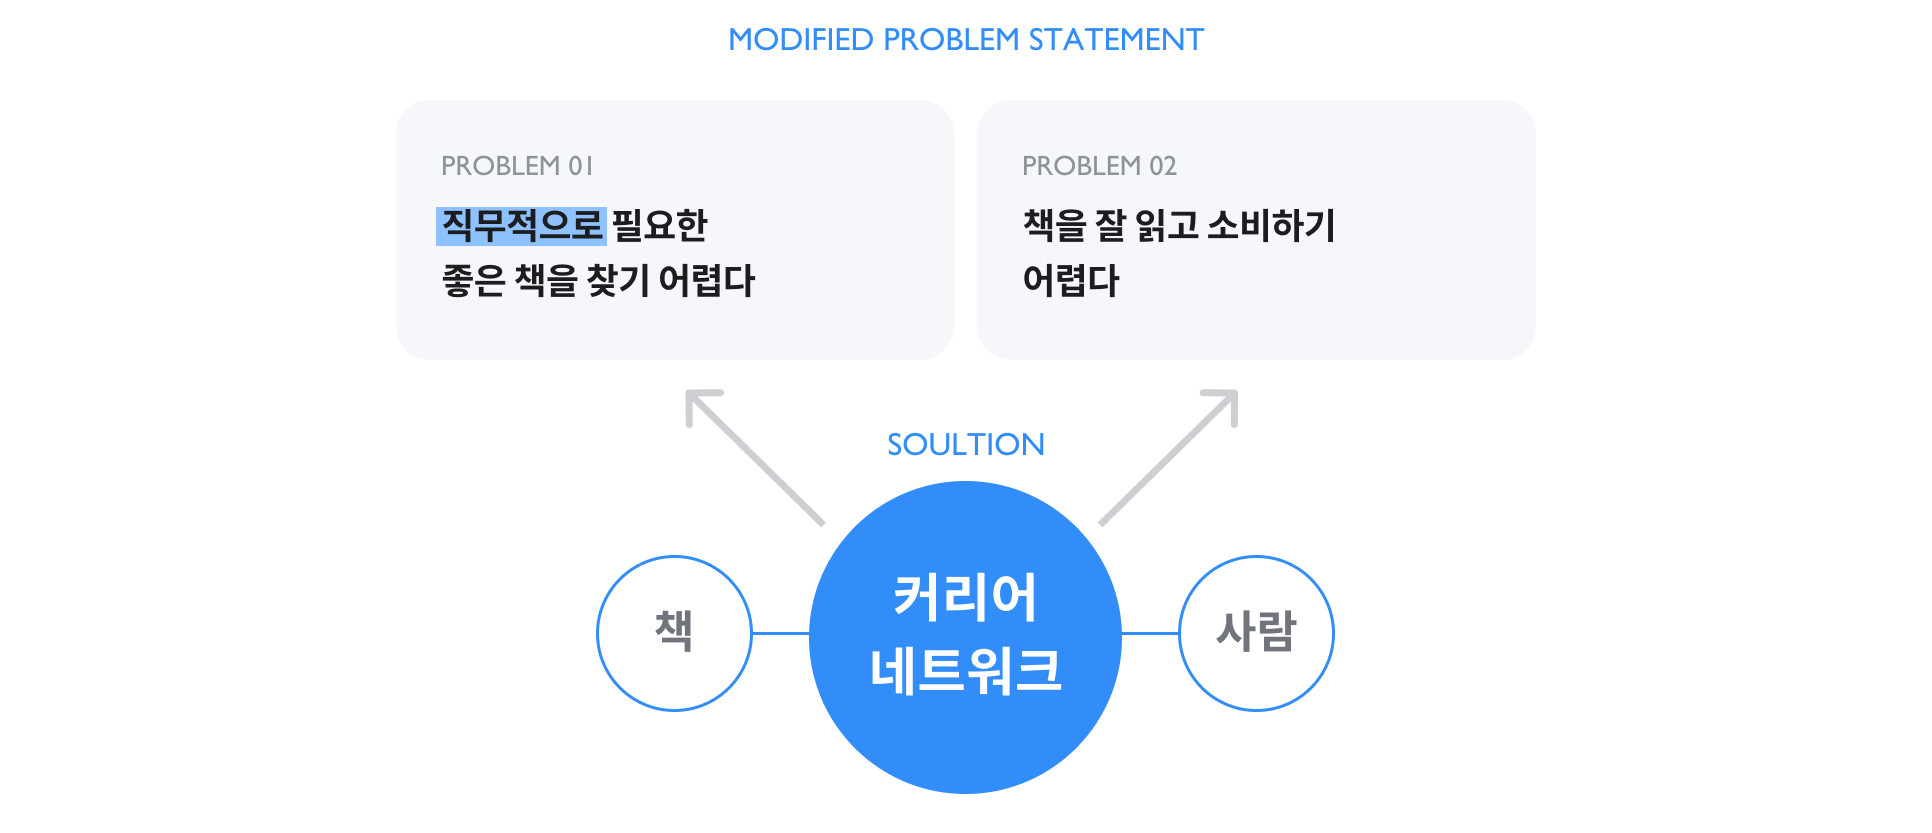 MODIFIED PROBLEM STATEMENT
PROBLEM 01
직무적으로 필요한
좋은 책을 찾기 어렵다
PROBLEM 02
책을 잘 읽고 소비하기
어렵다
SOULTION
책
커리어
네트워크
사람